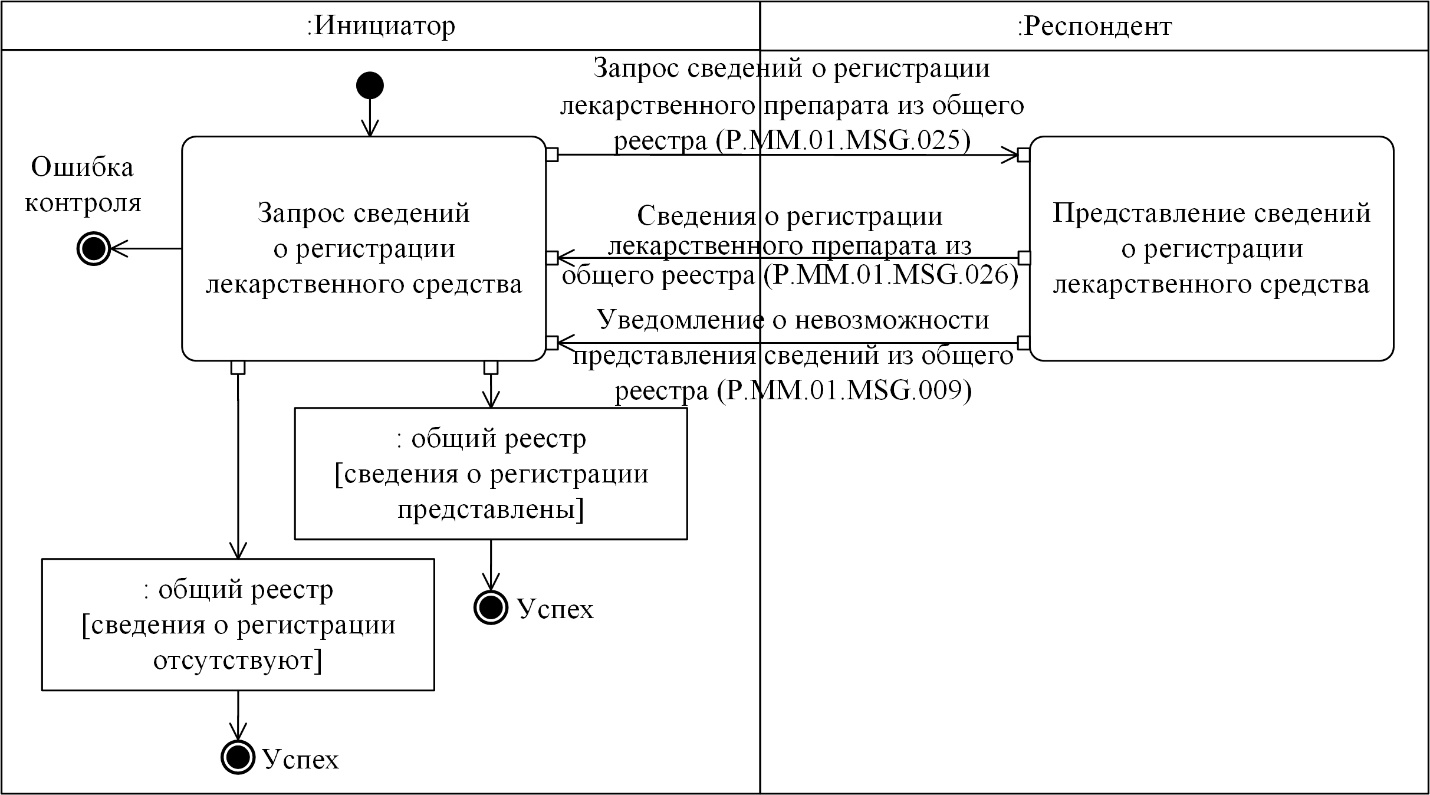 :Инициатор
:Респондент
Запрос сведений о регистрации
лекарственного препарата из общего
реестра (P.MM.01.MSG.025)
Ошибка
контроля
Запрос сведений
о регистрации
лекарственного средства
Сведения о регистрации
лекарственного препарата из
общего реестра (P.MM.01.MSG.026)
Представление сведений
о регистрации
лекарственного средства
Уведомление о невозможности
представления сведений из общего
реестра (P.MM.01.MSG.009)
: общий реестр
[сведения о регистрации
представлены]
Успех
: общий реестр
[сведения о регистрации
отсутствуют]
Успех